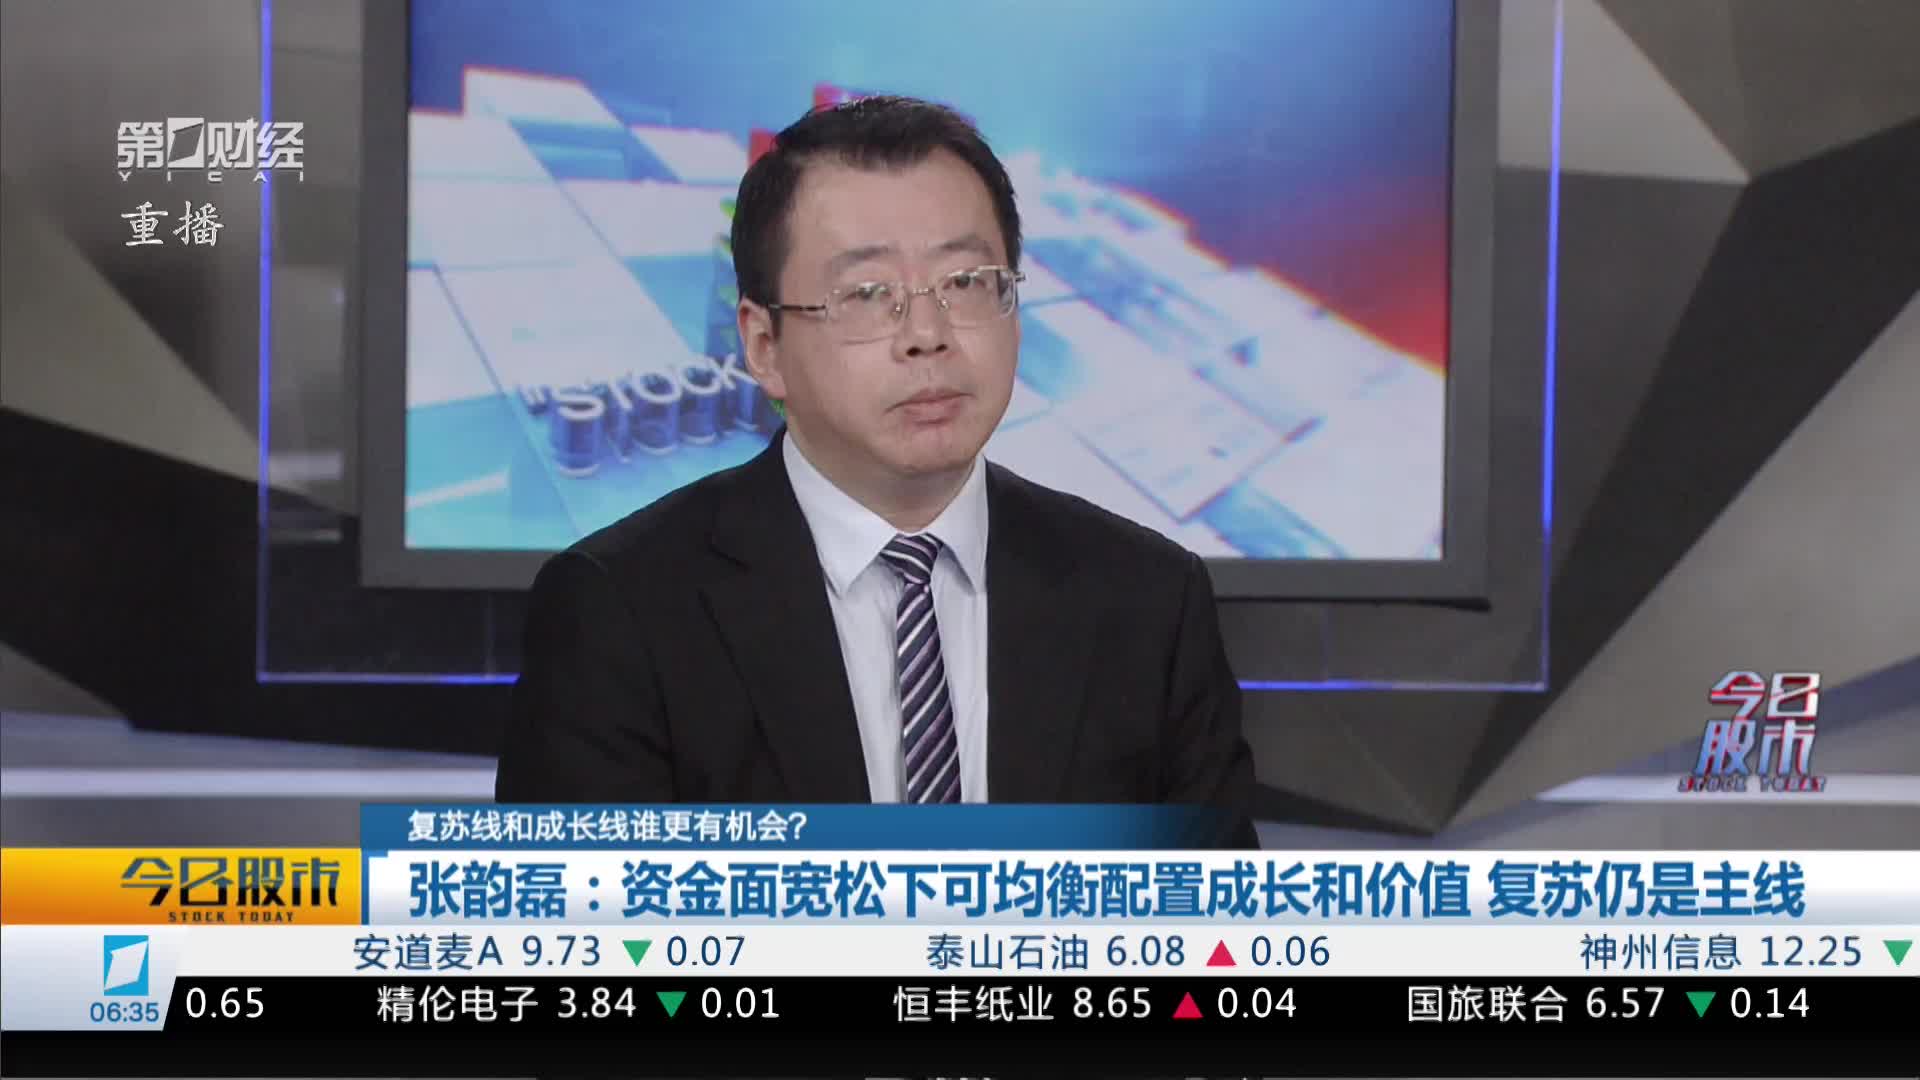 第一财经
YICAI
重播
"STOCK
今日
股市
STOCK TODAY
复苏线和成长线谁更有机会?
今日股市
STOCK TODAY
张韵磊：资金面宽松下可均衡配置成长和价值 复苏仍是主线
安道麦A 9.73 ▼ 0.07 泰山石油 6.08 ▲ 0.06 神州信息 12.25 ▼
06:35
0.65 精伦电子 3.84 ▼ 0.01 恒丰纸业 8.65 ▲ 0.04 国旅联合 6.57 ▼ 0.14